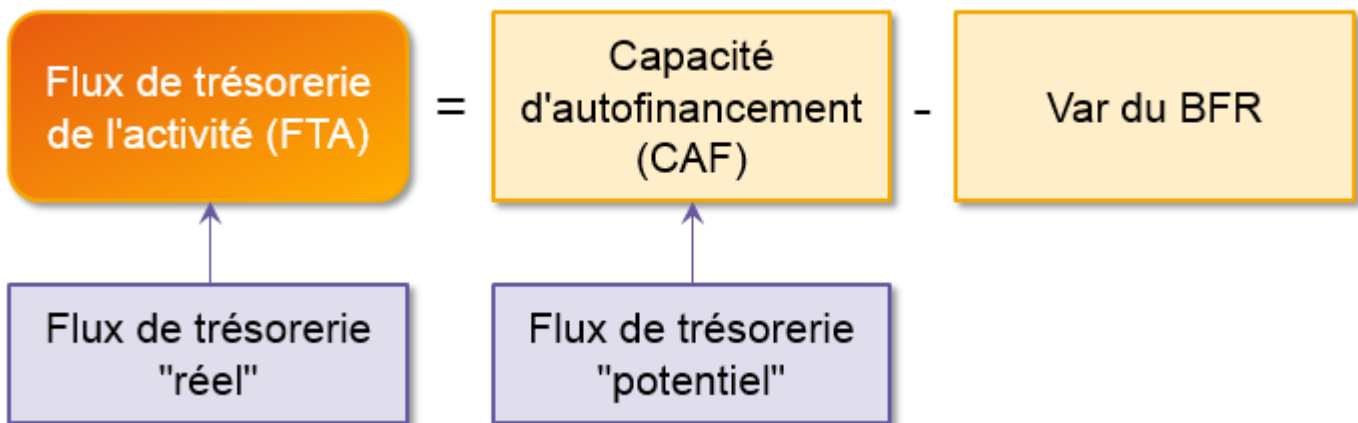 Flux de trésorerie
de l'activité (FTA)
=
Capacité
d'autofinancement
(CAF)
-
Var du BFR
Flux de trésorerie
"réel"
Flux de trésorerie
"potentiel"